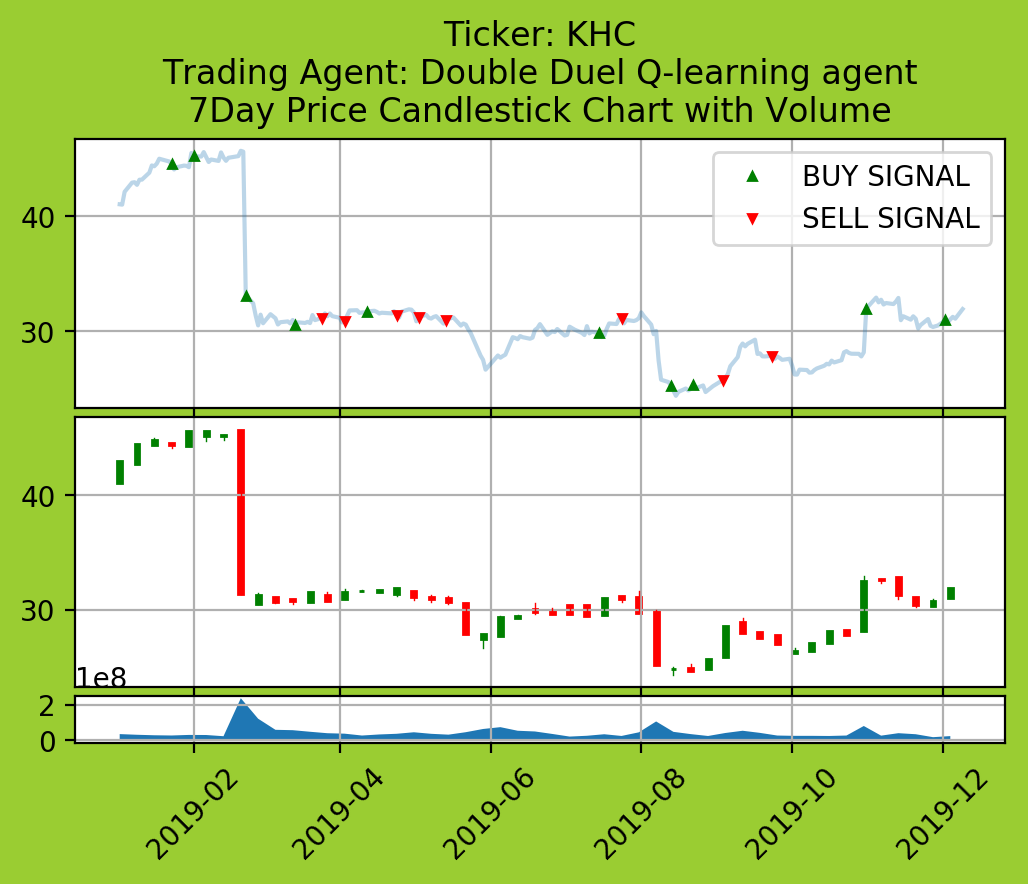 Ticker: KHC
Trading Agent: Double Duel Q-learning agent
7Day Price Candlestick Chart with Volume
BUY SIGNAL
SELL SIGNAL
40
30
40
30
1e8
2
0
2019-02
2019-04
2019-06
2019-08
2019-10
2019-12